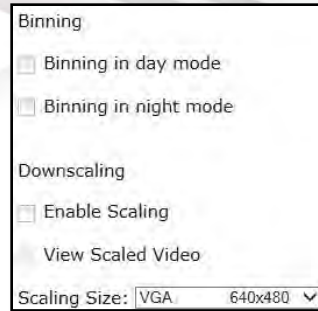 Binning
Binning in day mode
Binning in night mode
Downscaling
Enable Scaling
View Scaled Video
Scaling Size: VGA 640x480